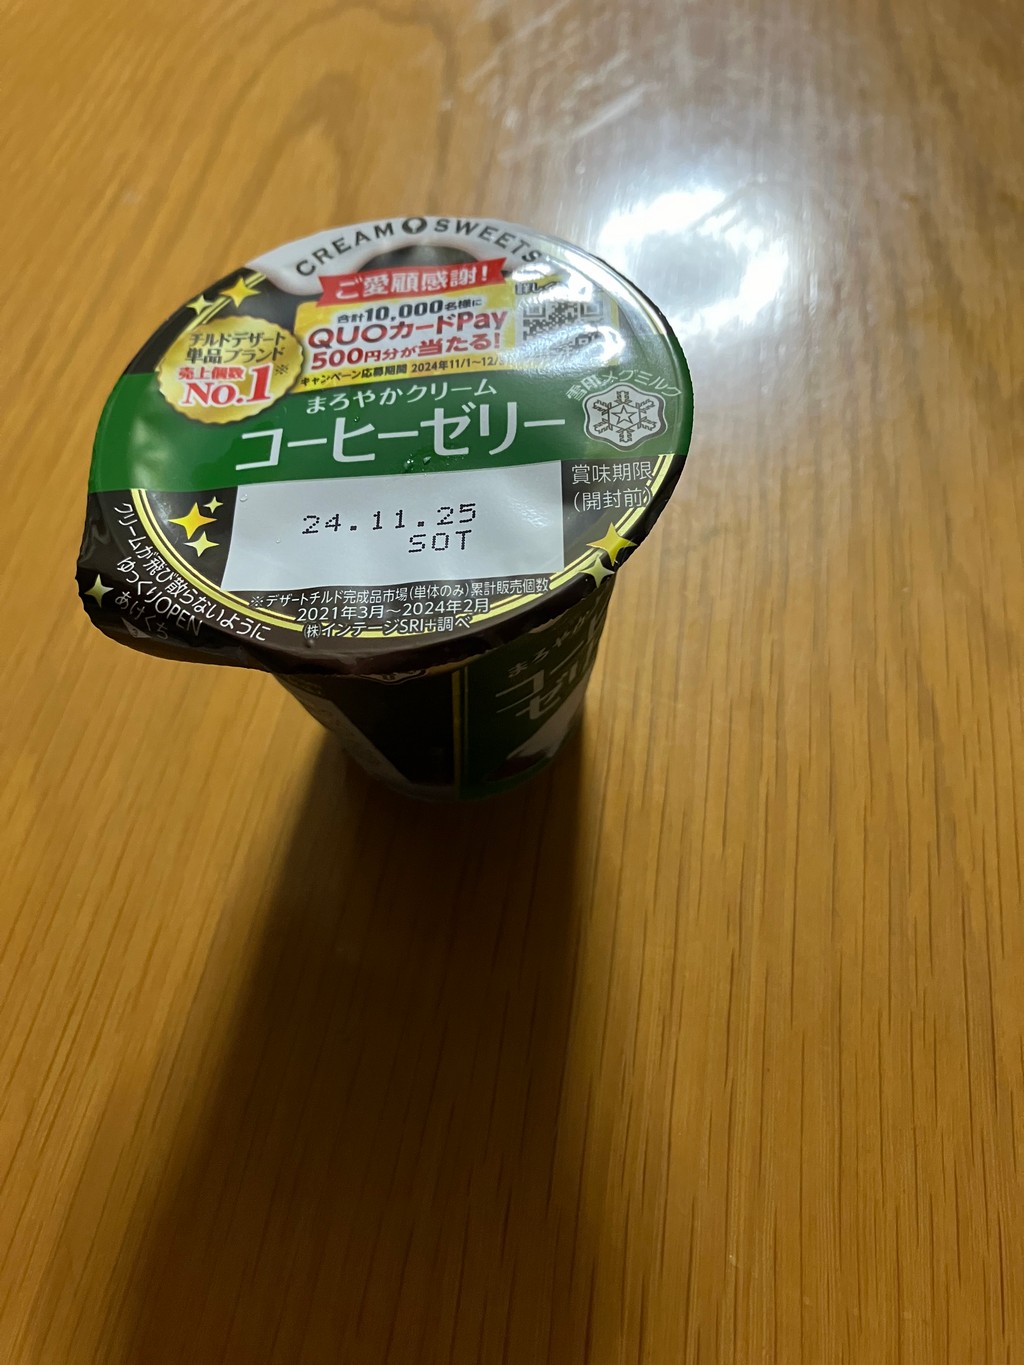 CREAM SWEETS
ご愛顧感謝!
合計10,000名様に
QUOカードPay
500円分が当たる!
キャンペーン応募期間 2024年11/1~12/
チルドデザート
単品ブランド
売上個数
No.1※
まろやかクリーム
コーヒーゼリー
雪印メグミルク
賞味期限
(開封前)
24.11.25
SOT
※デザートチルド完成品市場(単体のみ)累計販売個数
2021年3月~2024年2月
㈱インテージSRI+調べ
クリームが飛び散らないように
ゆっくりOPEN
あけくち
まろやか
コー
ゼリ